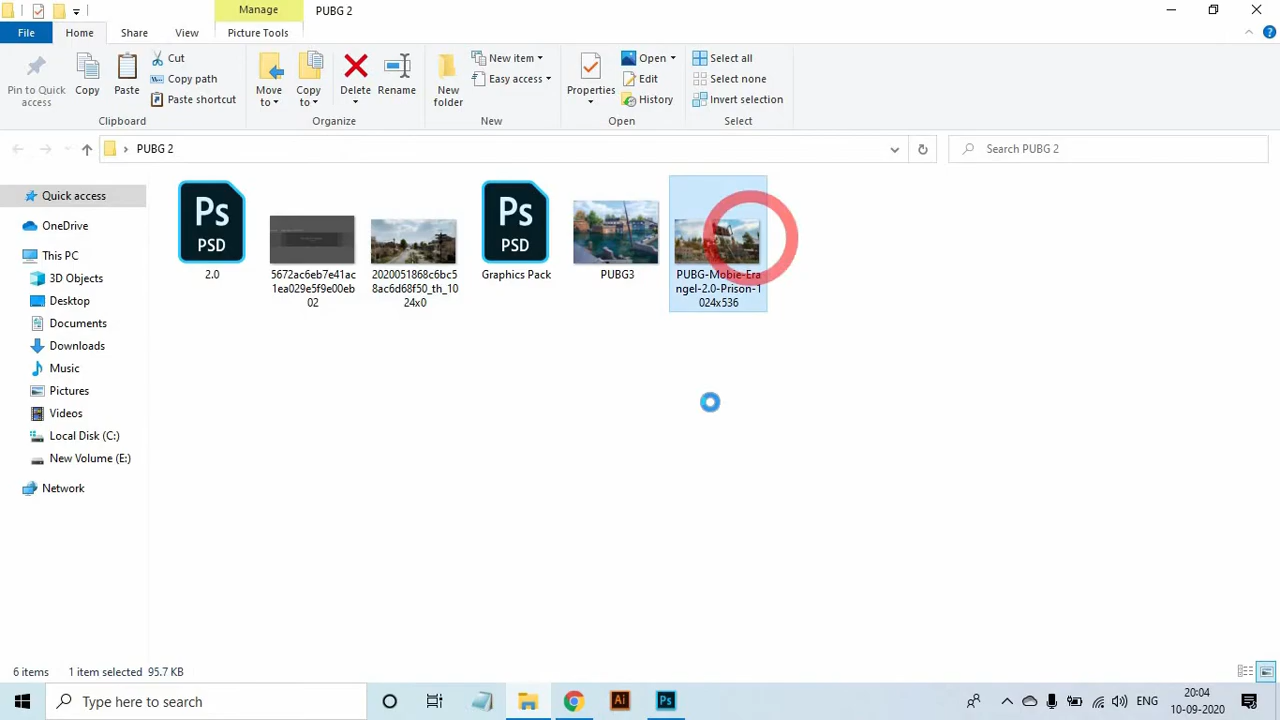 Manage
PUBG 2
File
Home
Share
View
Picture Tools
Pin to Quick access
Copy
Paste
Cut
Copy path
Paste shortcut
Clipboard
Move to
Copy to
Delete
Rename
Organize
New folder
New item
Easy access
New
Properties
Open
Edit
History
Open
Select all
Select none
Invert selection
Select
PUBG 2
Search PUBG 2
Quick access
OneDrive
This PC
3D Objects
Desktop
Documents
Downloads
Music
Pictures
Videos
Local Disk (C:)
New Volume (E:)
Network
Ps
PSD
2.0
5672ac6eb7e41ac
1ea029e5f9e00eb
02
2020051868c6bc5
8ac6d68f50_th_10
24x0
Ps
PSD
Graphics Pack
PUBG3
PUBG-Mobie-Era
ngel-2.0-Prison-1
024x536
6 items
1 item selected 95.7 KB
Type here to search
Ai
Ps
ENG
20:04
10-09-2020